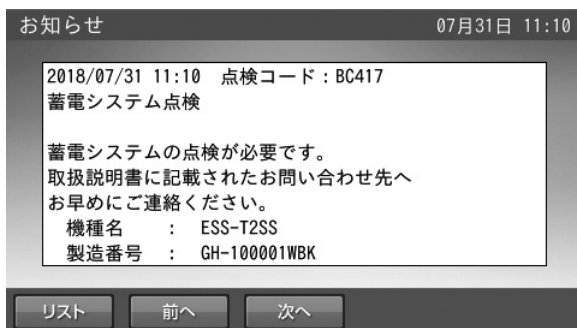 お知らせ 07月31日 11:10
2018/07/31 11:10 点検コード：BC417
蓄電システム点検
蓄電システムの点検が必要です。
取扱説明書に記載されたお問い合わせ先へ
お早めにご連絡ください。
機種名 : ESS-T2SS
製造番号 : GH-100001WBK
リスト 前へ 次へ